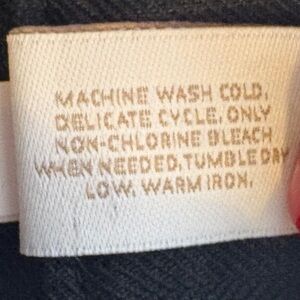 MACHINE WASH COLD,
DELICATE CYCLE, ONLY
NON-CHLORINE BLEACH
WHEN NEEDED, TUMBLE DRY
LOW, WARM IRON.